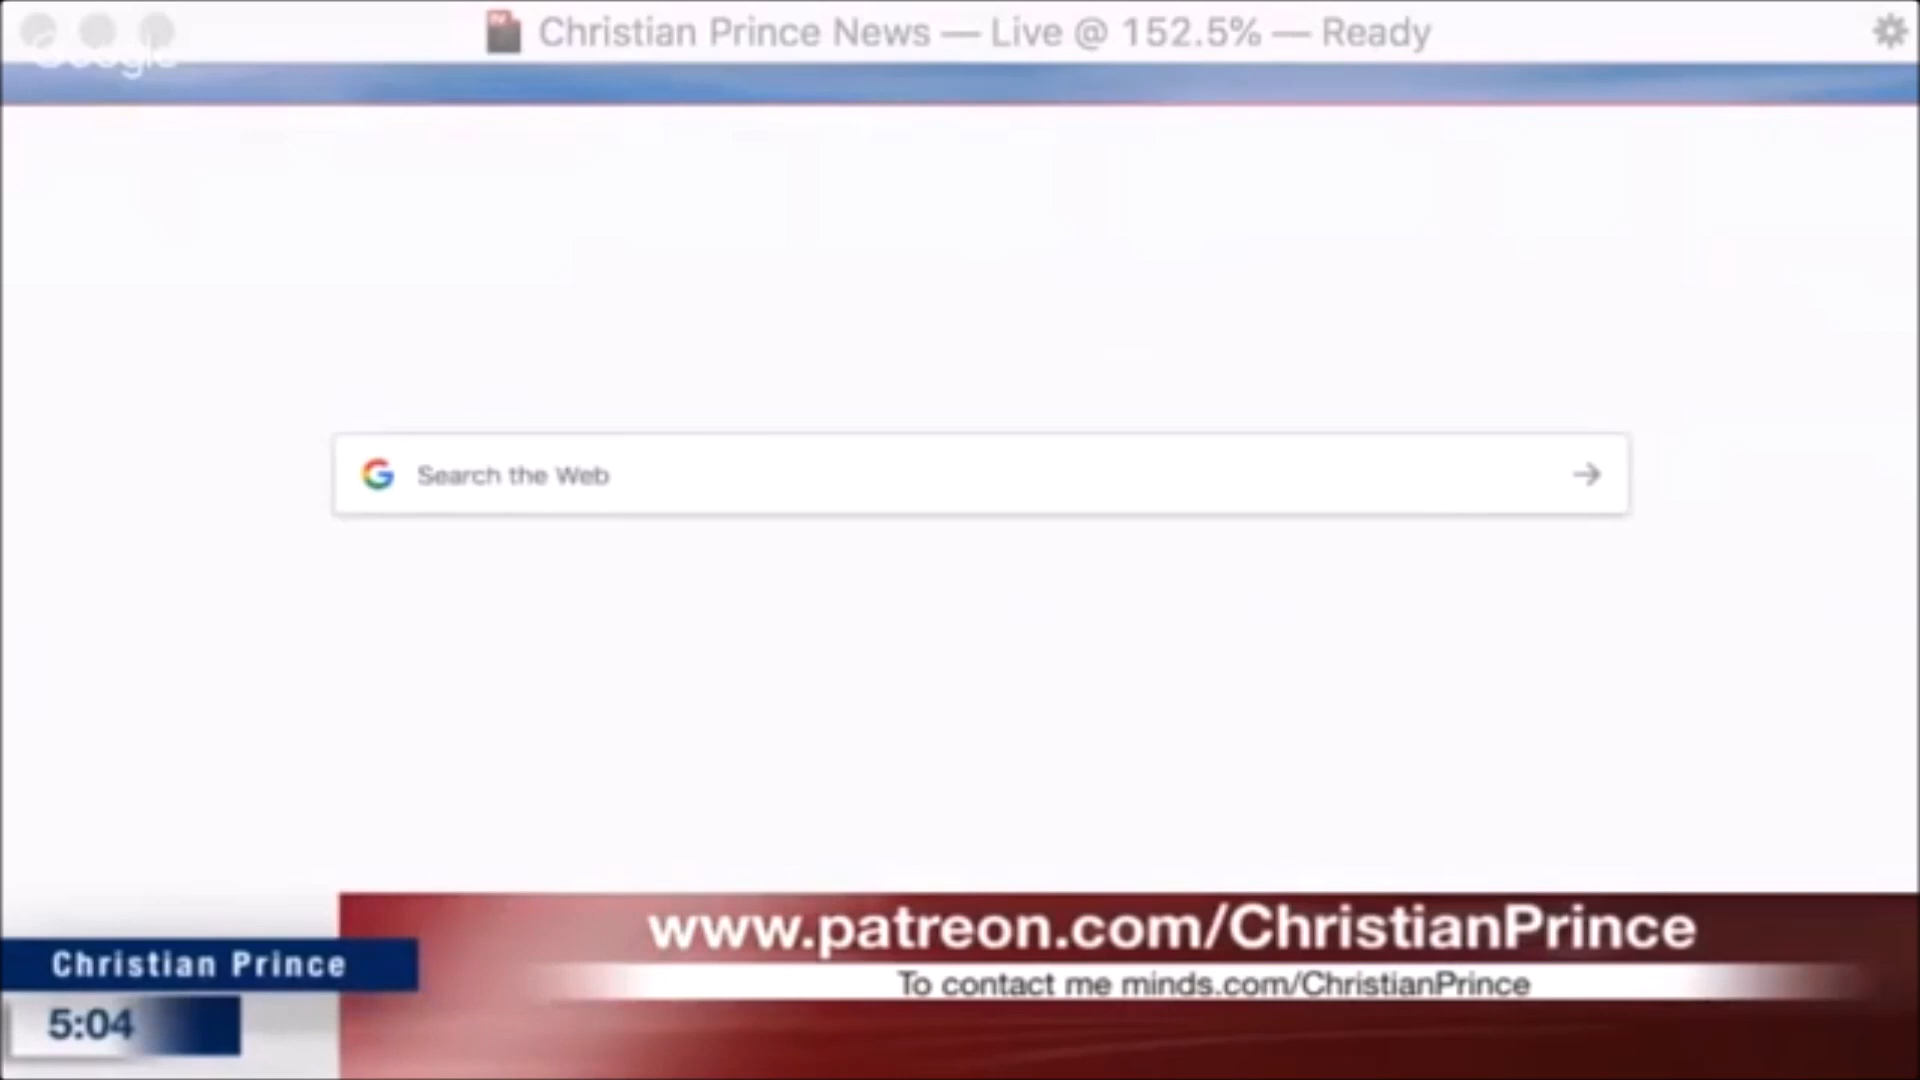 Christian Prince News — Live @ 152.5% — Ready
Google
G Search the Web
www.patreon.com/ChristianPrince
To contact me minds.com/ChristianPrince
Christian Prince
5:04